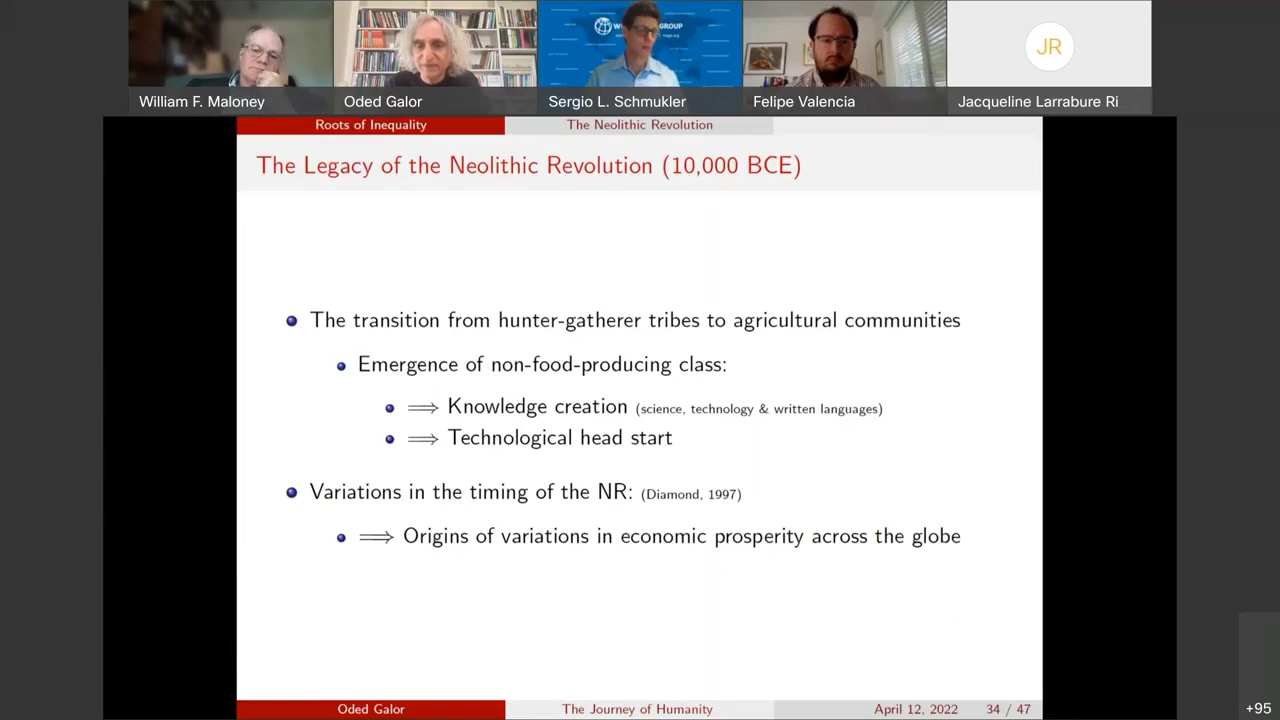 GROUP
William F. Maloney
Oded Galor
Sergio L. Schmukler
Felipe Valencia
JR
Jacqueline Larrabure Ri
Roots of Inequality
The Neolithic Revolution
The Legacy of the Neolithic Revolution (10,000 BCE)
The transition from hunter-gatherer tribes to agricultural communities
Emergence of non-food-producing class:
⟹ Knowledge creation (science, technology & written languages)
⟹ Technological head start
Variations in the timing of the NR: (Diamond, 1997)
⟹ Origins of variations in economic prosperity across the globe
Oded Galor
The Journey of Humanity
April 12, 2022
34 / 47
+95